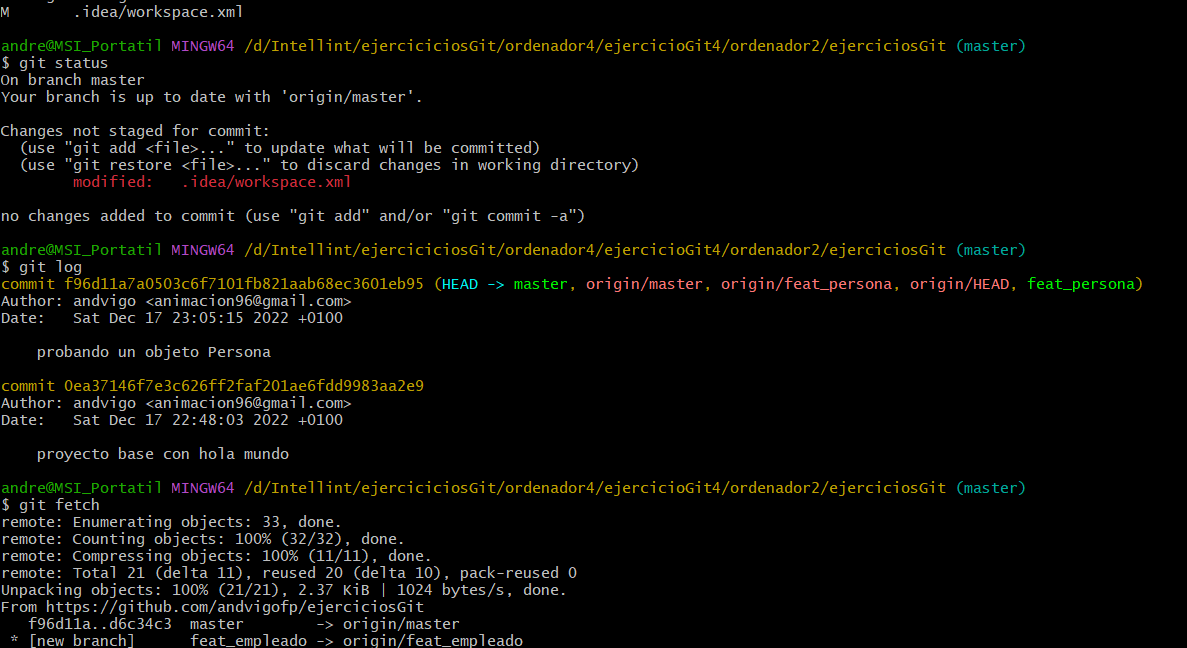 M       .idea/workspace.xml
andre@MSI_Portatil MINGW64 /d/Intellint/ejerciciciosGit/ordenador4/ejercicioGit4/ordenador2/ejerciciosGit (master)
$ git status
On branch master
Your branch is up to date with 'origin/master'.
Changes not staged for commit:
  (use "git add <file>..." to update what will be committed)
  (use "git restore <file>..." to discard changes in working directory)
        modified:   .idea/workspace.xml
no changes added to commit (use "git add" and/or "git commit -a")
andre@MSI_Portatil MINGW64 /d/Intellint/ejerciciciosGit/ordenador4/ejercicioGit4/ordenador2/ejerciciosGit (master)
$ git log
commit f96d11a7a0503c6f7101fb821aab68ec3601eb95 (HEAD -> master, origin/master, origin/feat_persona, origin/HEAD, feat_persona)
Author: andvigo <animacion96@gmail.com>
Date:   Sat Dec 17 23:05:15 2022 +0100
    probando un objeto Persona
commit 0ea37146f7e3c626ff2faf201ae6fdd9983aa2e9
Author: andvigo <animacion96@gmail.com>
Date:   Sat Dec 17 22:48:03 2022 +0100
    proyecto base con hola mundo
andre@MSI_Portatil MINGW64 /d/Intellint/ejerciciciosGit/ordenador4/ejercicioGit4/ordenador2/ejerciciosGit (master)
$ git fetch
remote: Enumerating objects: 33, done.
remote: Counting objects: 100% (32/32), done.
remote: Compressing objects: 100% (11/11), done.
remote: Total 21 (delta 11), reused 20 (delta 10), pack-reused 0
Unpacking objects: 100% (21/21), 2.37 KiB | 1024 bytes/s, done.
From https://github.com/andvigofp/ejerciciosGit
   f96d11a..d6c34c3  master        -> origin/master
 * [new branch]      feat_empleado -> origin/feat_empleado